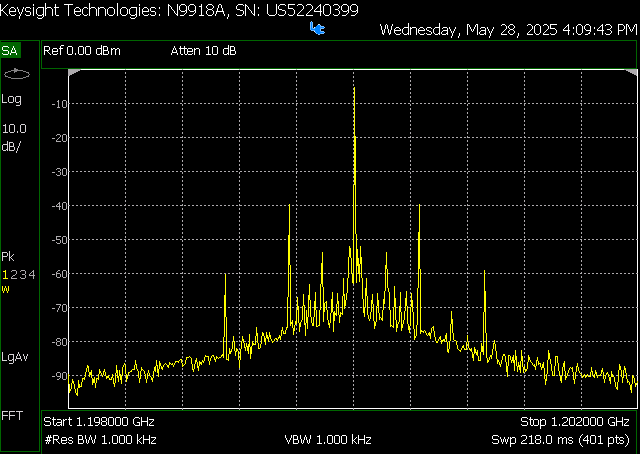 Keysight Technologies: N9918A, SN: US52240399
Wednesday, May 28, 2025 4:09:43 PM
SA
Ref 0.00 dBm Atten 10 dB
Log
10.0
dB/
-10
-20
-30
-40
-50
-60
-70
-80
-90
Pk
1234
w
LgAv
FFT
Start 1.198000 GHz Stop 1.202000 GHz
#Res BW 1.000 kHz VBW 1.000 kHz Swp 218.0 ms (401 pts)